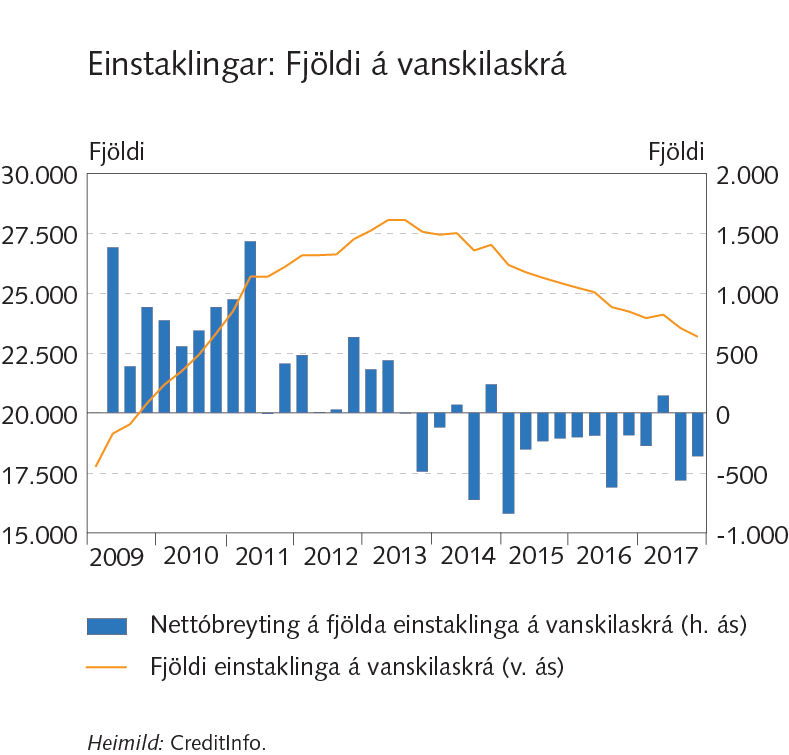 Einstaklingar: Fjöldi á vanskilaskrá
Fjöldi Fjöldi
30.000 2.000
27.500 1.500
25.000 1.000
22.500 500
20.000 0
17.500 -500
15.000 -1.000
2009 2010 2011 2012 2013 2014 2015 2016 2017
Nettóbreyting á fjölda einstaklinga á vanskilaskrá (h. ás)
Fjöldi einstaklinga á vanskilaskrá (v. ás)
Heimild: CreditInfo.